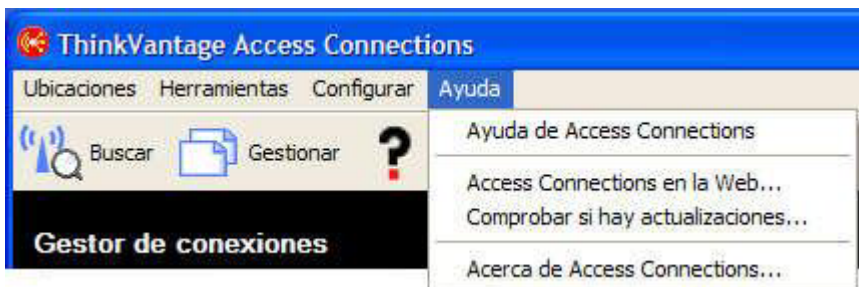 ThinkVantage Access Connections
Ubicaciones Herramientas Configurar Ayuda
Buscar Gestionar ?
Gestor de conexiones
Ayuda de Access Connections
Access Connections en la Web...
Comprobar si hay actualizaciones...
Acerca de Access Connections...